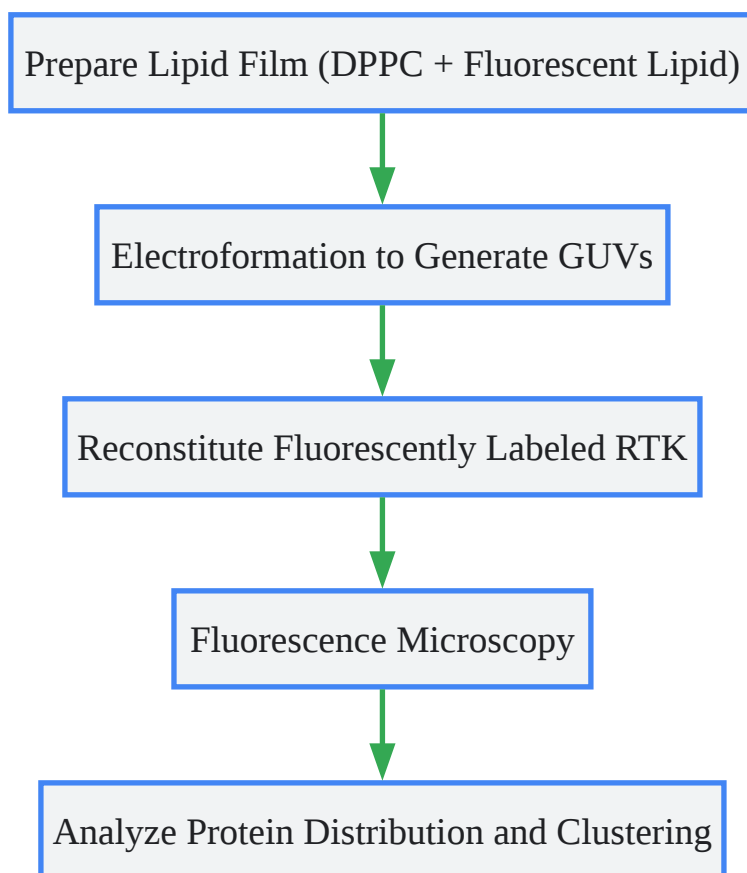 Prepare Lipid Film (DPPC + Fluorescent Lipid)
Electroformation to Generate GUVs
Reconstitute Fluorescently Labeled RTK
Fluorescence Microscopy
Analyze Protein Distribution and Clustering